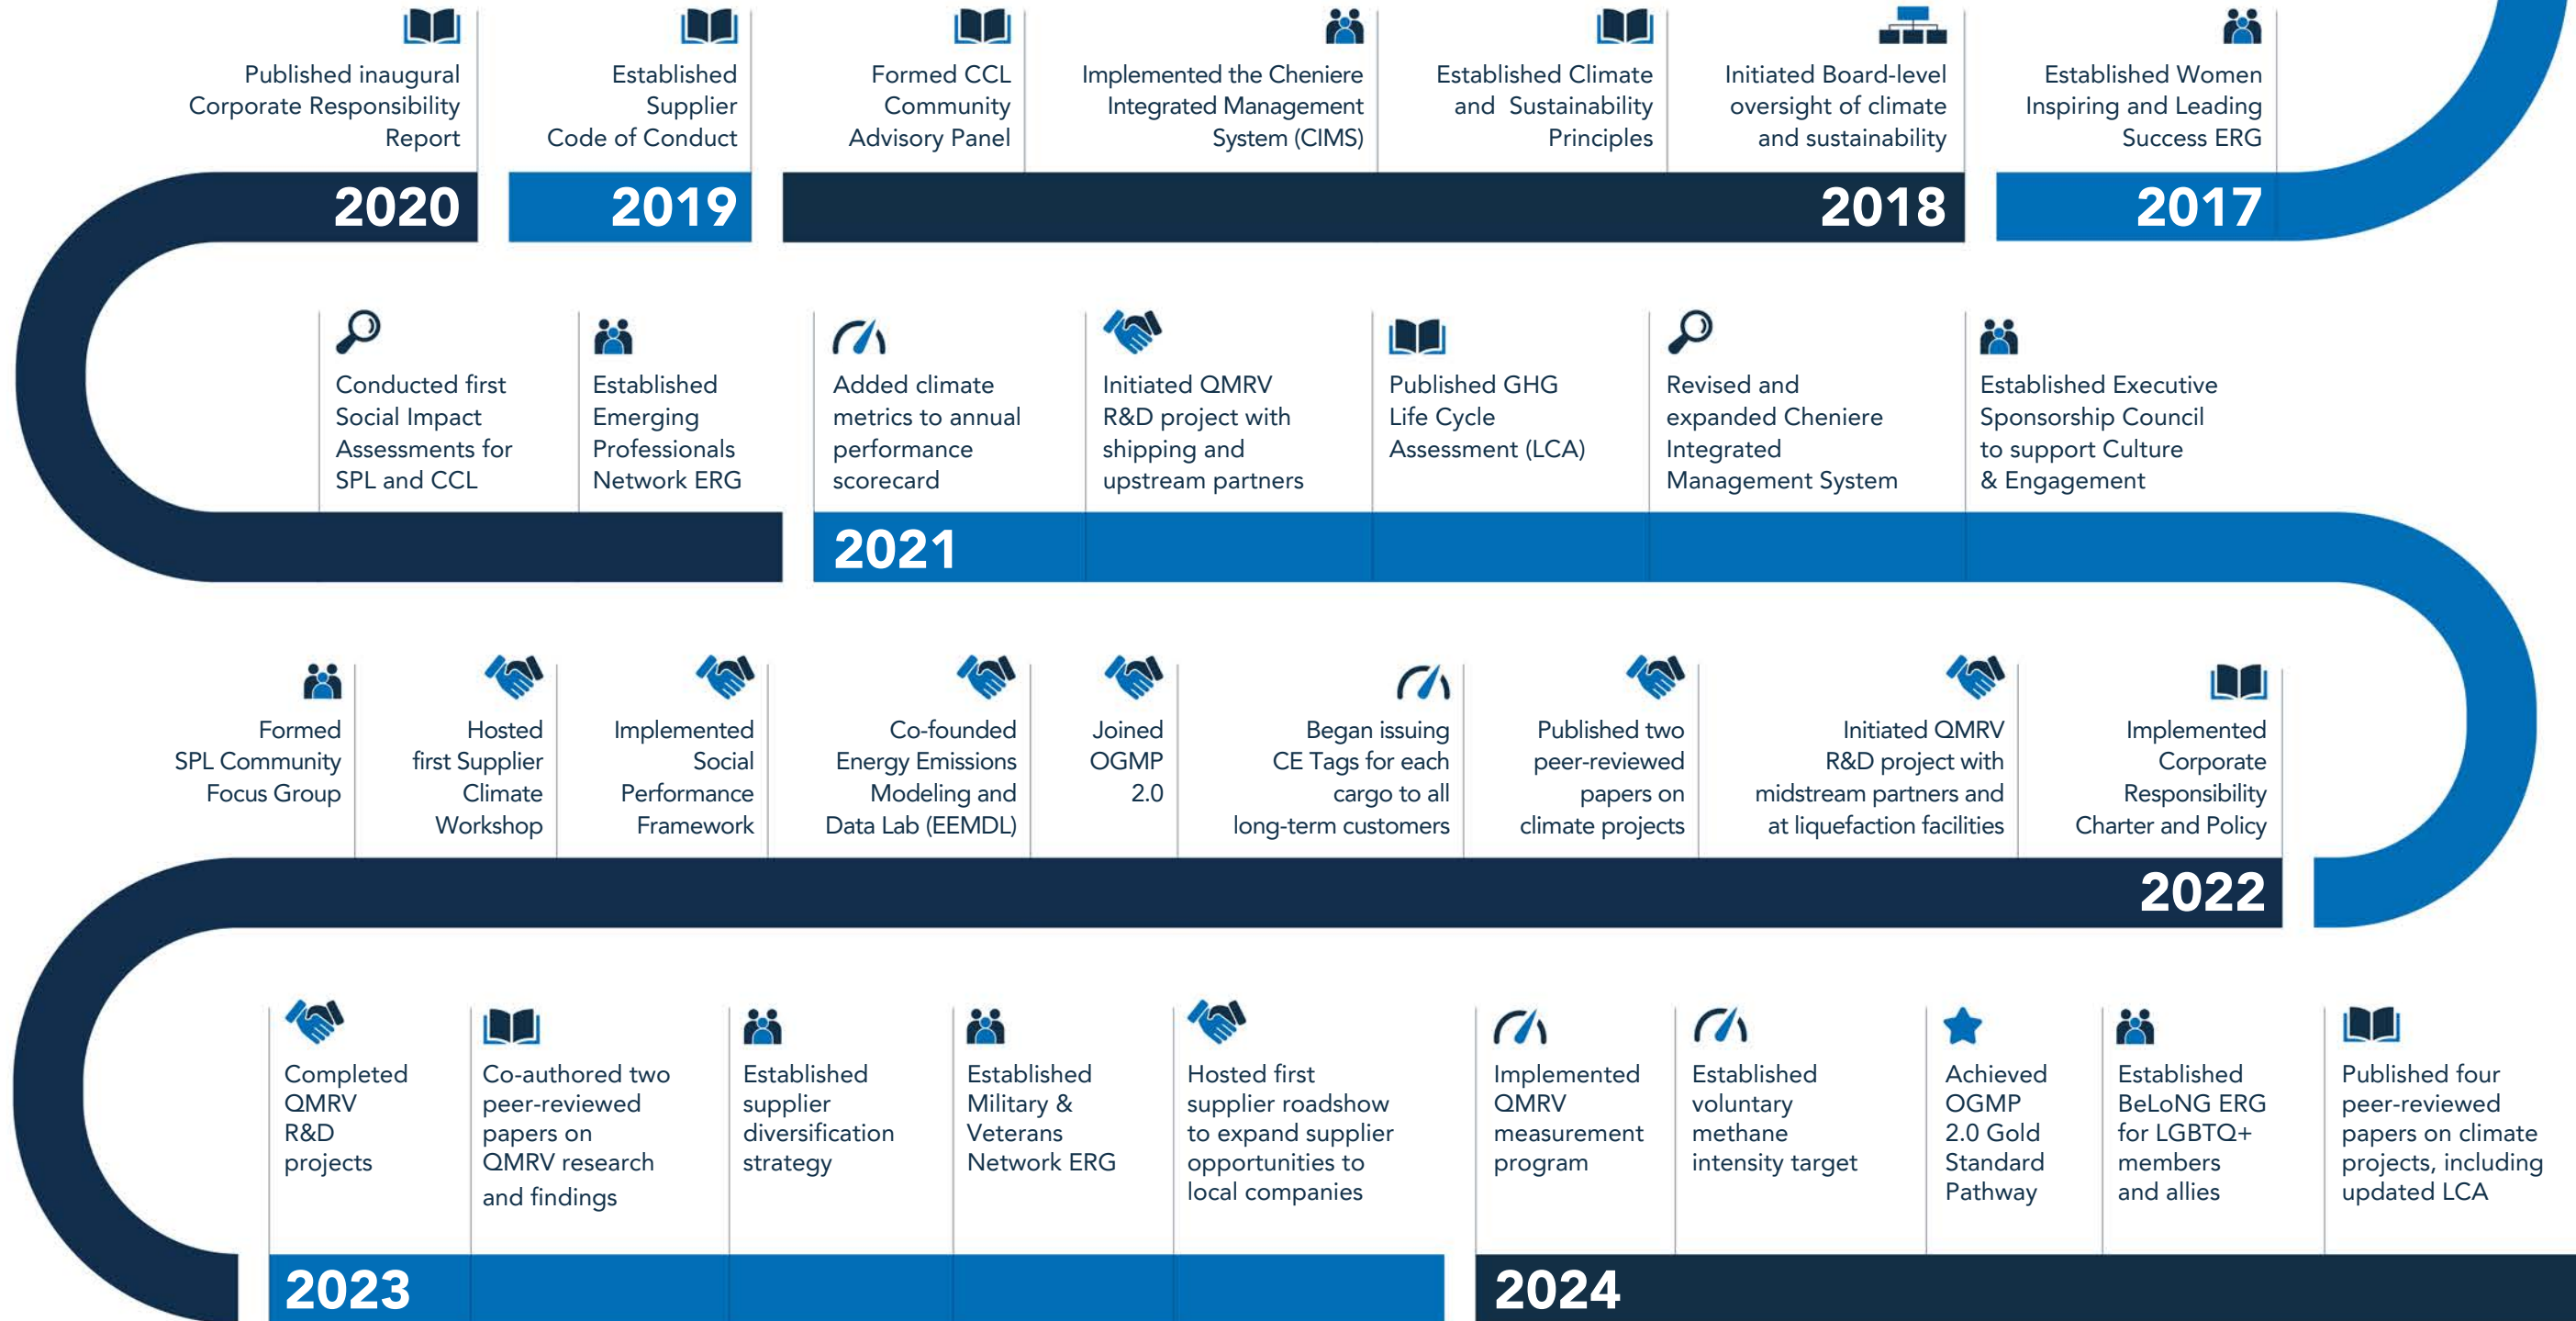 Published inaugural
Corporate Responsibility
Report
Established
Supplier
Code of Conduct
Formed CCL
Community
Advisory Panel
Implemented the Cheniere
Integrated Management
System (CIMS)
Established Climate
and Sustainability
Principles
Initiated Board-level
oversight of climate
and sustainability
Established Women
Inspiring and Leading
Success ERG
2020
2019
2018
2017
Conducted first
Social Impact
Assessments for
SPL and CCL
Established
Emerging
Professionals
Network ERG
Added climate
metrics to annual
performance
scorecard
Initiated QMRV
R&D project with
shipping and
upstream partners
Published GHG
Life Cycle
Assessment (LCA)
Revised and
expanded Cheniere
Integrated
Management System
Established Executive
Sponsorship Council
to support Culture
& Engagement
2021
Formed
SPL Community
Focus Group
Hosted
first Supplier
Climate
Workshop
Implemented
Social
Performance
Framework
Co-founded
Energy Emissions
Modeling and
Data Lab (EEMDL)
Joined
OGMP
2.0
Began issuing
CE Tags for each
cargo to all
long-term customers
Published two
peer-reviewed
papers on
climate projects
Initiated QMRV
R&D project with
midstream partners and
at liquefaction facilities
Implemented
Corporate
Responsibility
Charter and Policy
2022
Completed
QMRV
R&D
projects
Co-authored two
peer-reviewed
papers on
QMRV research
and findings
Established
supplier
diversification
strategy
Established
Military &
Veterans
Network ERG
Hosted first
supplier roadshow
to expand supplier
opportunities to
local companies
Implemented
QMRV
measurement
program
Established
voluntary
methane
intensity target
Achieved
OGMP
2.0 Gold
Standard
Pathway
Established
BeLoNG ERG
for LGBTQ+
members
and allies
Published four
peer-reviewed
papers on climate
projects, including
updated LCA
2023
2024